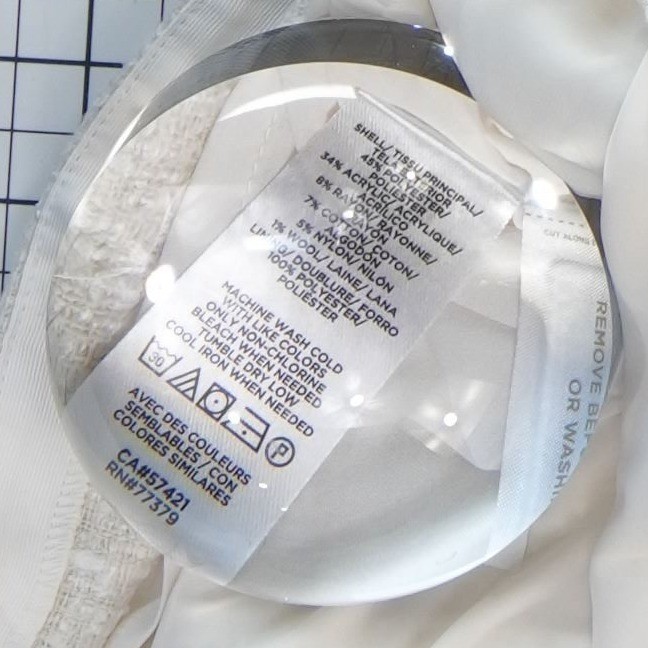 SHELL/TISSU PRINCIPAL/
TELA EXTERIOR
45% POLYESTER/
POLIÉSTER
34% ACRYLIC/ACRYLIQUE/
ACRÍLICO
8% RAYON/RAYONNE/
RAYÓN
7% COTTON/COTON/
ALGODÓN
5% NYLON/NILÓN
1% WOOL/LAINE/LANA
LINING/DOUBLURE/FORRO
100% POLYESTER/
POLIÉSTER
MACHINE WASH COLD
WITH LIKE COLORS
ONLY NON-CHLORINE
BLEACH WHEN NEEDED
TUMBLE DRY LOW
COOL IRON WHEN NEEDED
30
P
AVEC DES COULEURS
SEMBLABLES / CON
COLORES SIMILARES
CA#57421
RN#77379
CUT ALONG
REMOVE
OR WASH